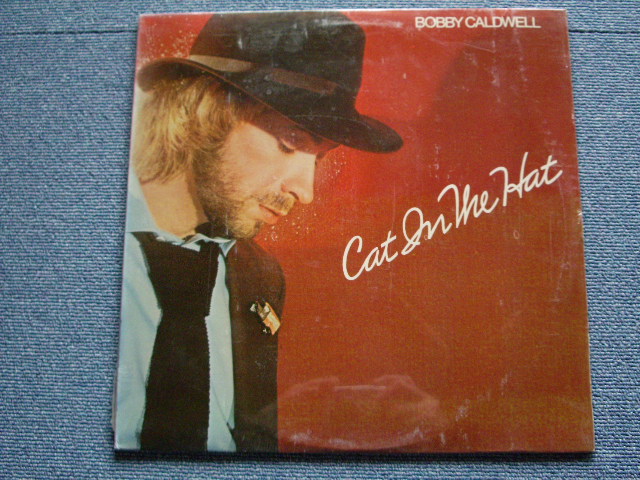 BOBBY CALDWELL
Cat In The Hat